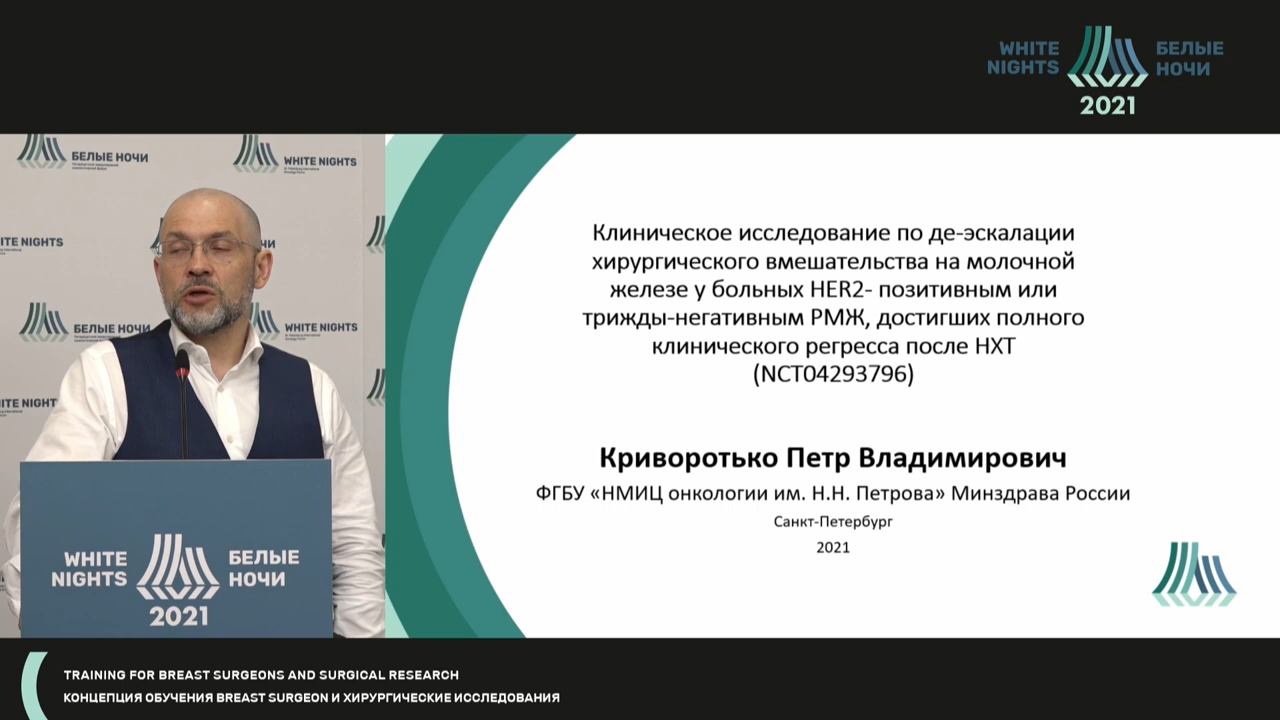 WHITE
NIGHTS
БЕЛЫЕ
НОЧИ
2021
БЕЛЫЕ НОЧИ
WHITE NIGHTS
WHITE NIGHTS
БЕЛЫЕ НОЧИ
WHITE NIGHTS
Клиническое исследование по де-эскалации
хирургического вмешательства на молочной
железе у больных HER2- позитивным или
трижды-негативным РМЖ, достигших полного
клинического регресса после НХТ
(NCT04293796)
Криворотько Петр Владимирович
ФГБУ «НМИЦ онкологии им. Н.Н. Петрова» Минздрава России
Санкт-Петербург
2021
WHITE
NIGHTS
БЕЛЫЕ
НОЧИ
2021
TRAINING FOR BREAST SURGEONS AND SURGICAL RESEARCH
КОНЦЕПЦИЯ ОБУЧЕНИЯ BREAST SURGEON И ХИРУРГИЧЕСКИЕ ИССЛЕДОВАНИЯ